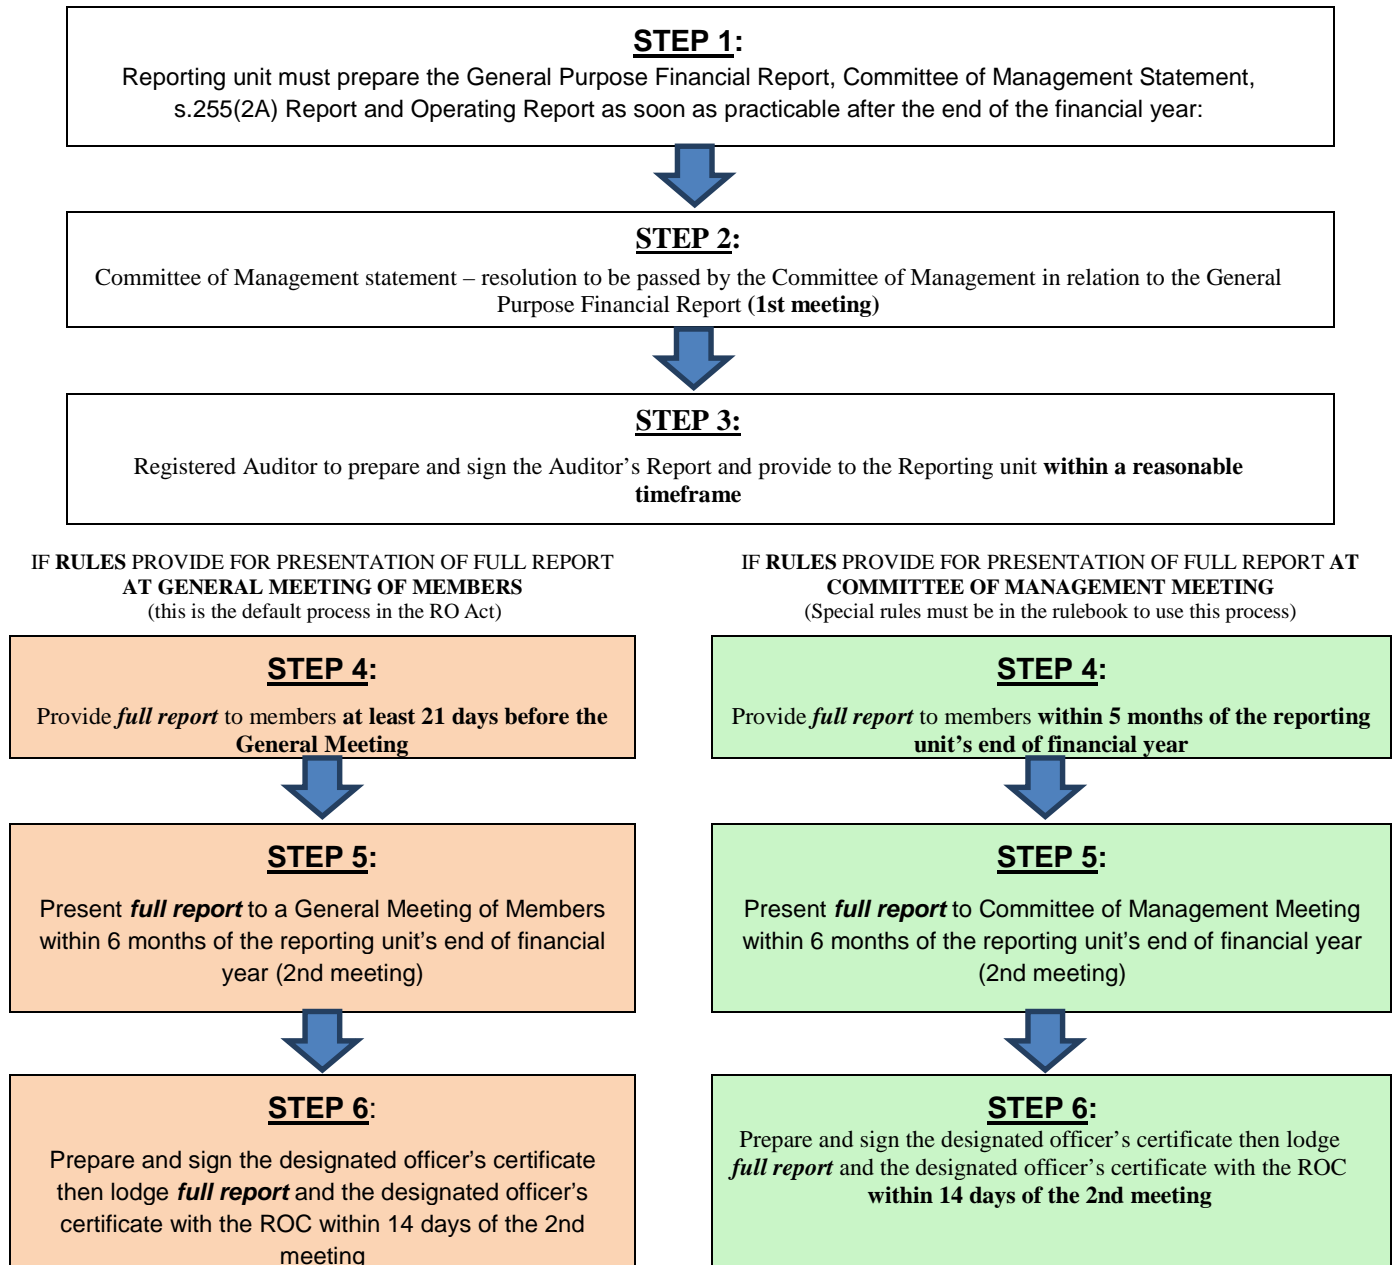 STEP 1:
Reporting unit must prepare the General Purpose Financial Report, Committee of Management Statement,
s.255(2A) Report and Operating Report as soon as practicable after the end of the financial year:
STEP 2:
Committee of Management statement – resolution to be passed by the Committee of Management in relation to the General
Purpose Financial Report (1st meeting)
STEP 3:
Registered Auditor to prepare and sign the Auditor’s Report and provide to the Reporting unit within a reasonable
timeframe
IF RULES PROVIDE FOR PRESENTATION OF FULL REPORT
AT GENERAL MEETING OF MEMBERS
(this is the default process in the RO Act)
STEP 4:
Provide full report to members at least 21 days before the
General Meeting
STEP 5:
Present full report to a General Meeting of Members
within 6 months of the reporting unit’s end of financial
year (2nd meeting)
STEP 6:
Prepare and sign the designated officer’s certificate
then lodge full report and the designated officer’s
certificate with the ROC within 14 days of the 2nd
meeting
IF RULES PROVIDE FOR PRESENTATION OF FULL REPORT AT
COMMITTEE OF MANAGEMENT MEETING
(Special rules must be in the rulebook to use this process)
STEP 4:
Provide full report to members within 5 months of the reporting
unit’s end of financial year
STEP 5:
Present full report to Committee of Management Meeting
within 6 months of the reporting unit’s end of financial year
(2nd meeting)
STEP 6:
Prepare and sign the designated officer’s certificate then lodge
full report and the designated officer’s certificate with the ROC
within 14 days of the 2nd meeting